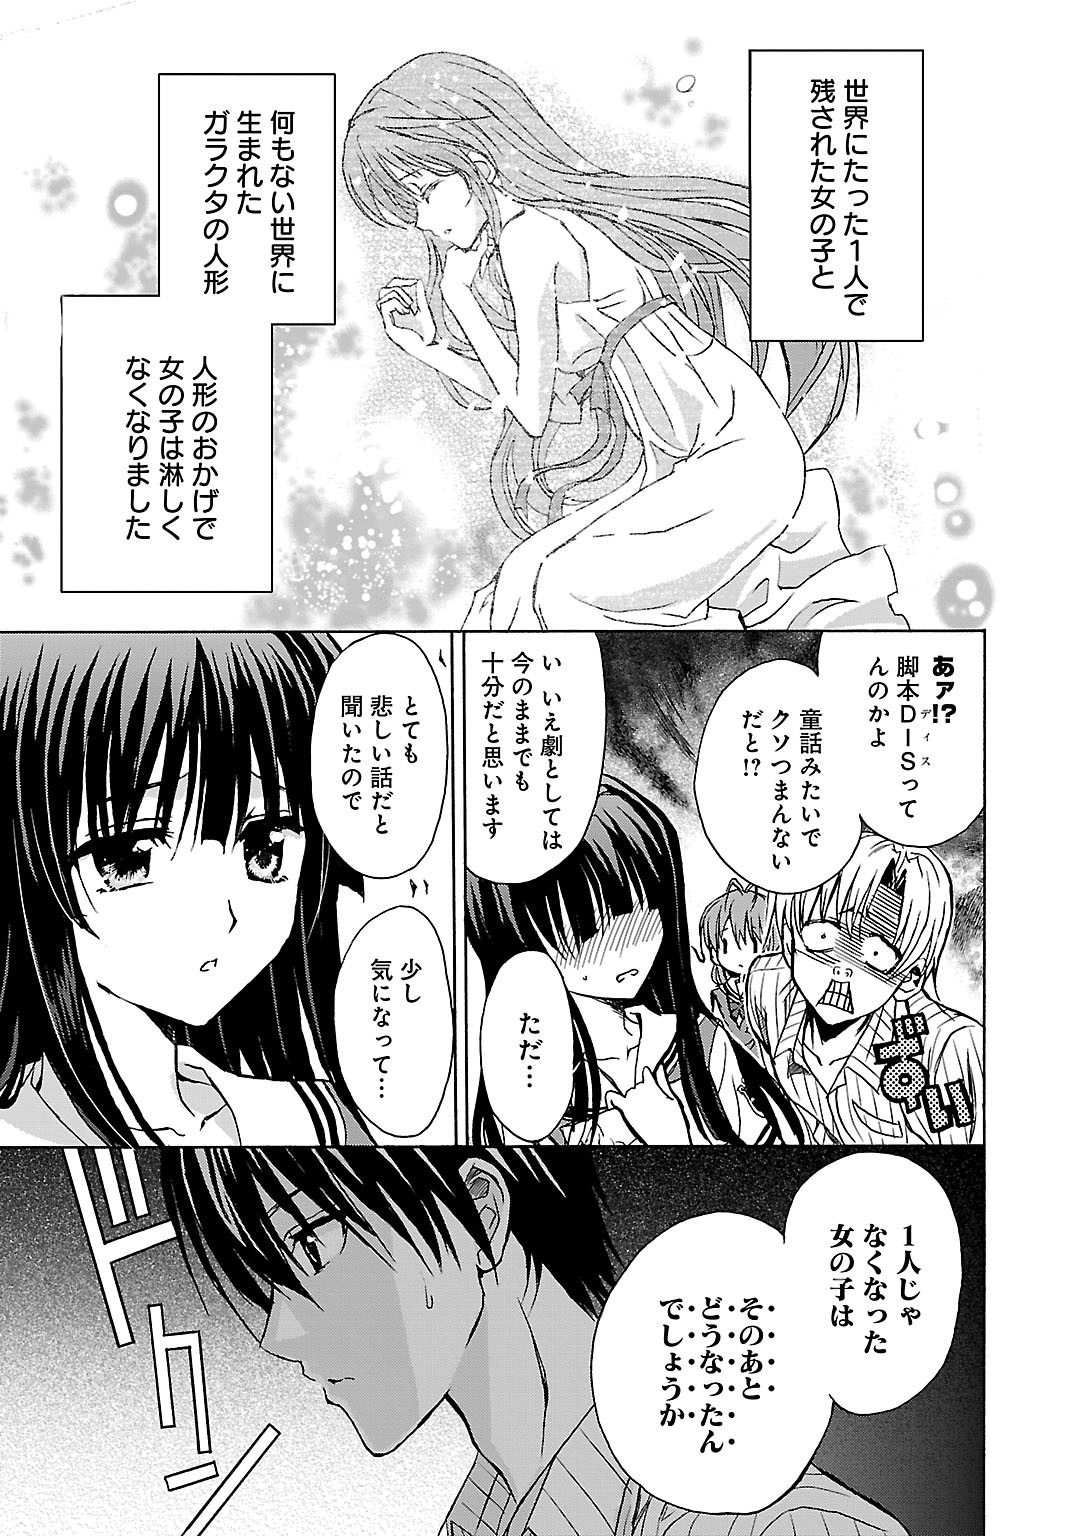 世界にたった1人で
残された女の子と
何もない世界に
生まれた
ガラクタの人形
人形のおかげで
女の子は淋しく
なくなりました
あァ!?
脚本DISって
ディス
んのかよ
童話みたいで
クソつまんない
だと!?
い いえ劇としては
今のままでも
十分だと思います
ただ…
とても
悲しい話だと
聞いたので
少し
気になって…
1人じゃ
なくなった
女の子は
そのあと
どうなったん
でしょうか
ドクン